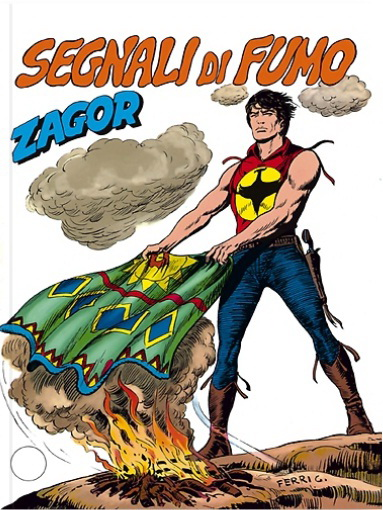 SEGNALI DI FUMO
ZAGOR
FERRI G.